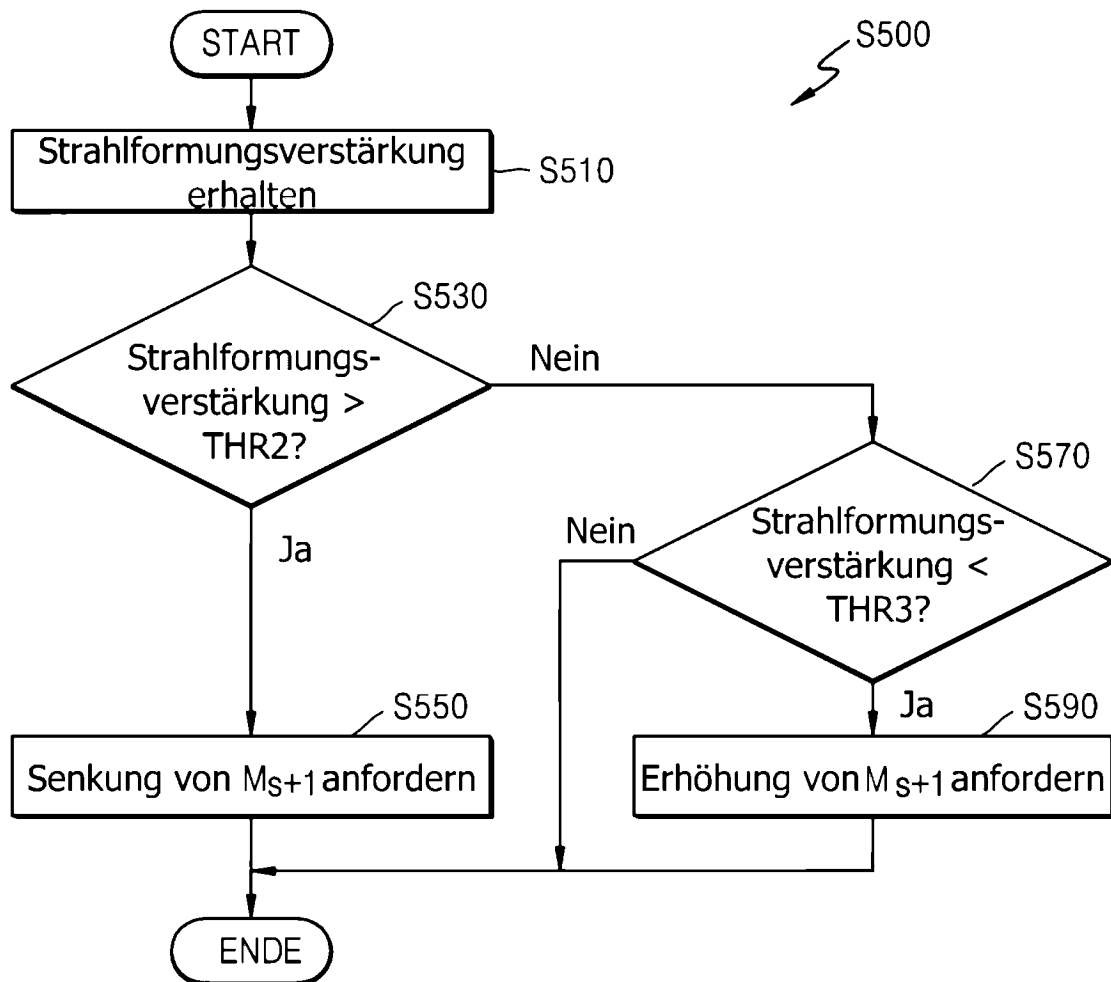 START
S500
Strahlformungsverstärkung
erhalten
S510
S530
Strahlformungs-
verstärkung >
THR2?
Nein
Ja
S570
Strahlformungs-
verstärkung <
THR3?
Nein
Ja
S550
Senkung von Ms+1 anfordern
S590
Erhöhung von Ms+1 anfordern
ENDE